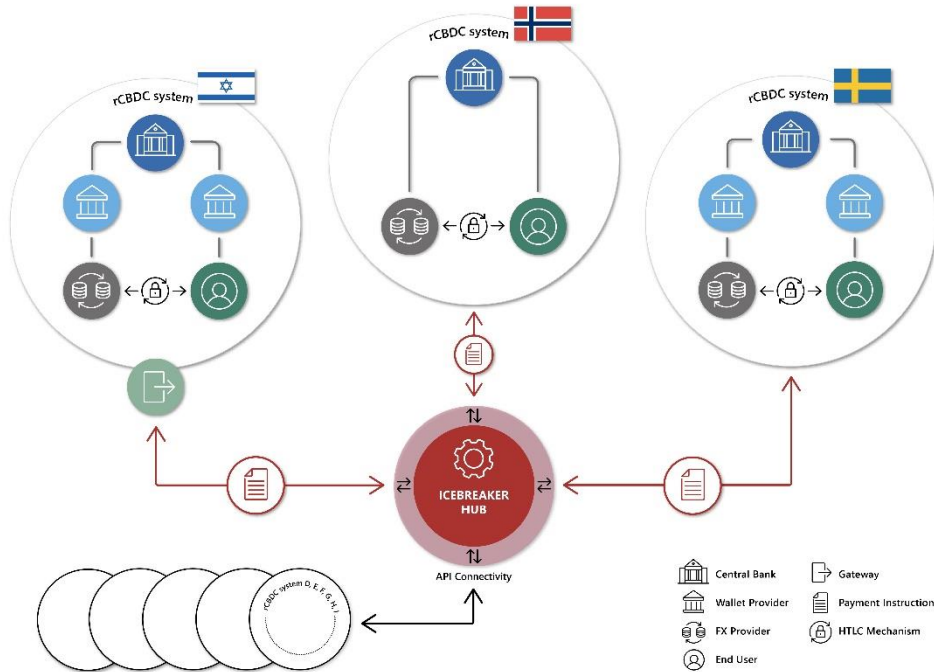 rCBDC system
rCBDC system
rCBDC system
ICEBREAKER
HUB
API Connectivity
rCBDC system D, E, F, G, H, I
Central Bank
Gateway
Wallet Provider
Payment Instruction
FX Provider
HTLC Mechanism
End User